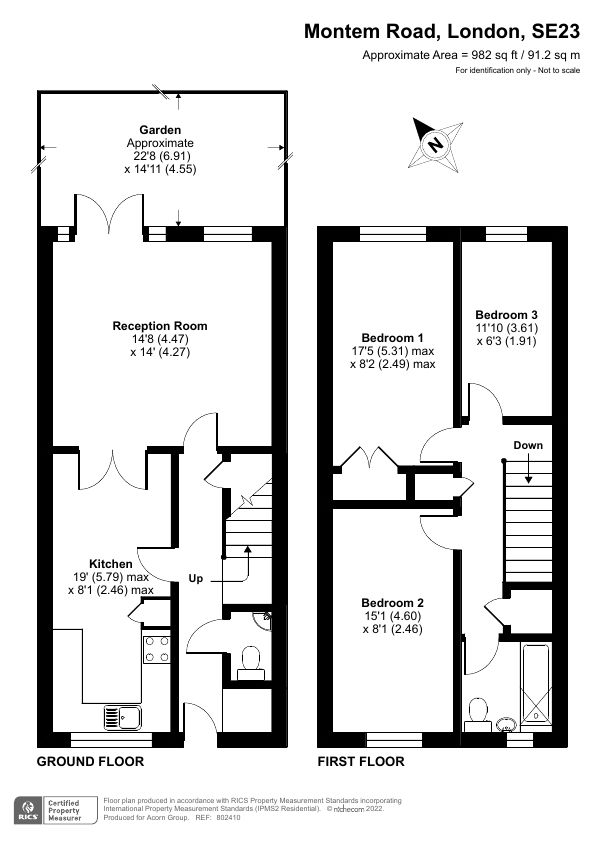 Montem Road, London, SE23
Approximate Area = 982 sq ft / 91.2 sq m
For identification only - Not to scale
Garden
Approximate
22'8 (6.91)
x 14'11 (4.55)
N
Reception Room
14'8 (4.47)
x 14' (4.27)
Kitchen
19' (5.79) max
x 8'1 (2.46) max
Up
GROUND FLOOR
Bedroom 1
17'5 (5.31) max
x 8'2 (2.49) max
Bedroom 3
11'10 (3.61)
x 6'3 (1.91)
Down
Bedroom 2
15'1 (4.60)
x 8'1 (2.46)
FIRST FLOOR
RICS
Certified
Property
Measurer
Floor plan produced in accordance with RICS Property Measurement Standards incorporating
International Property Measurement Standards (IPMS2 Residential). © nichecom 2022.
Produced for Acorn Group. REF: 802410